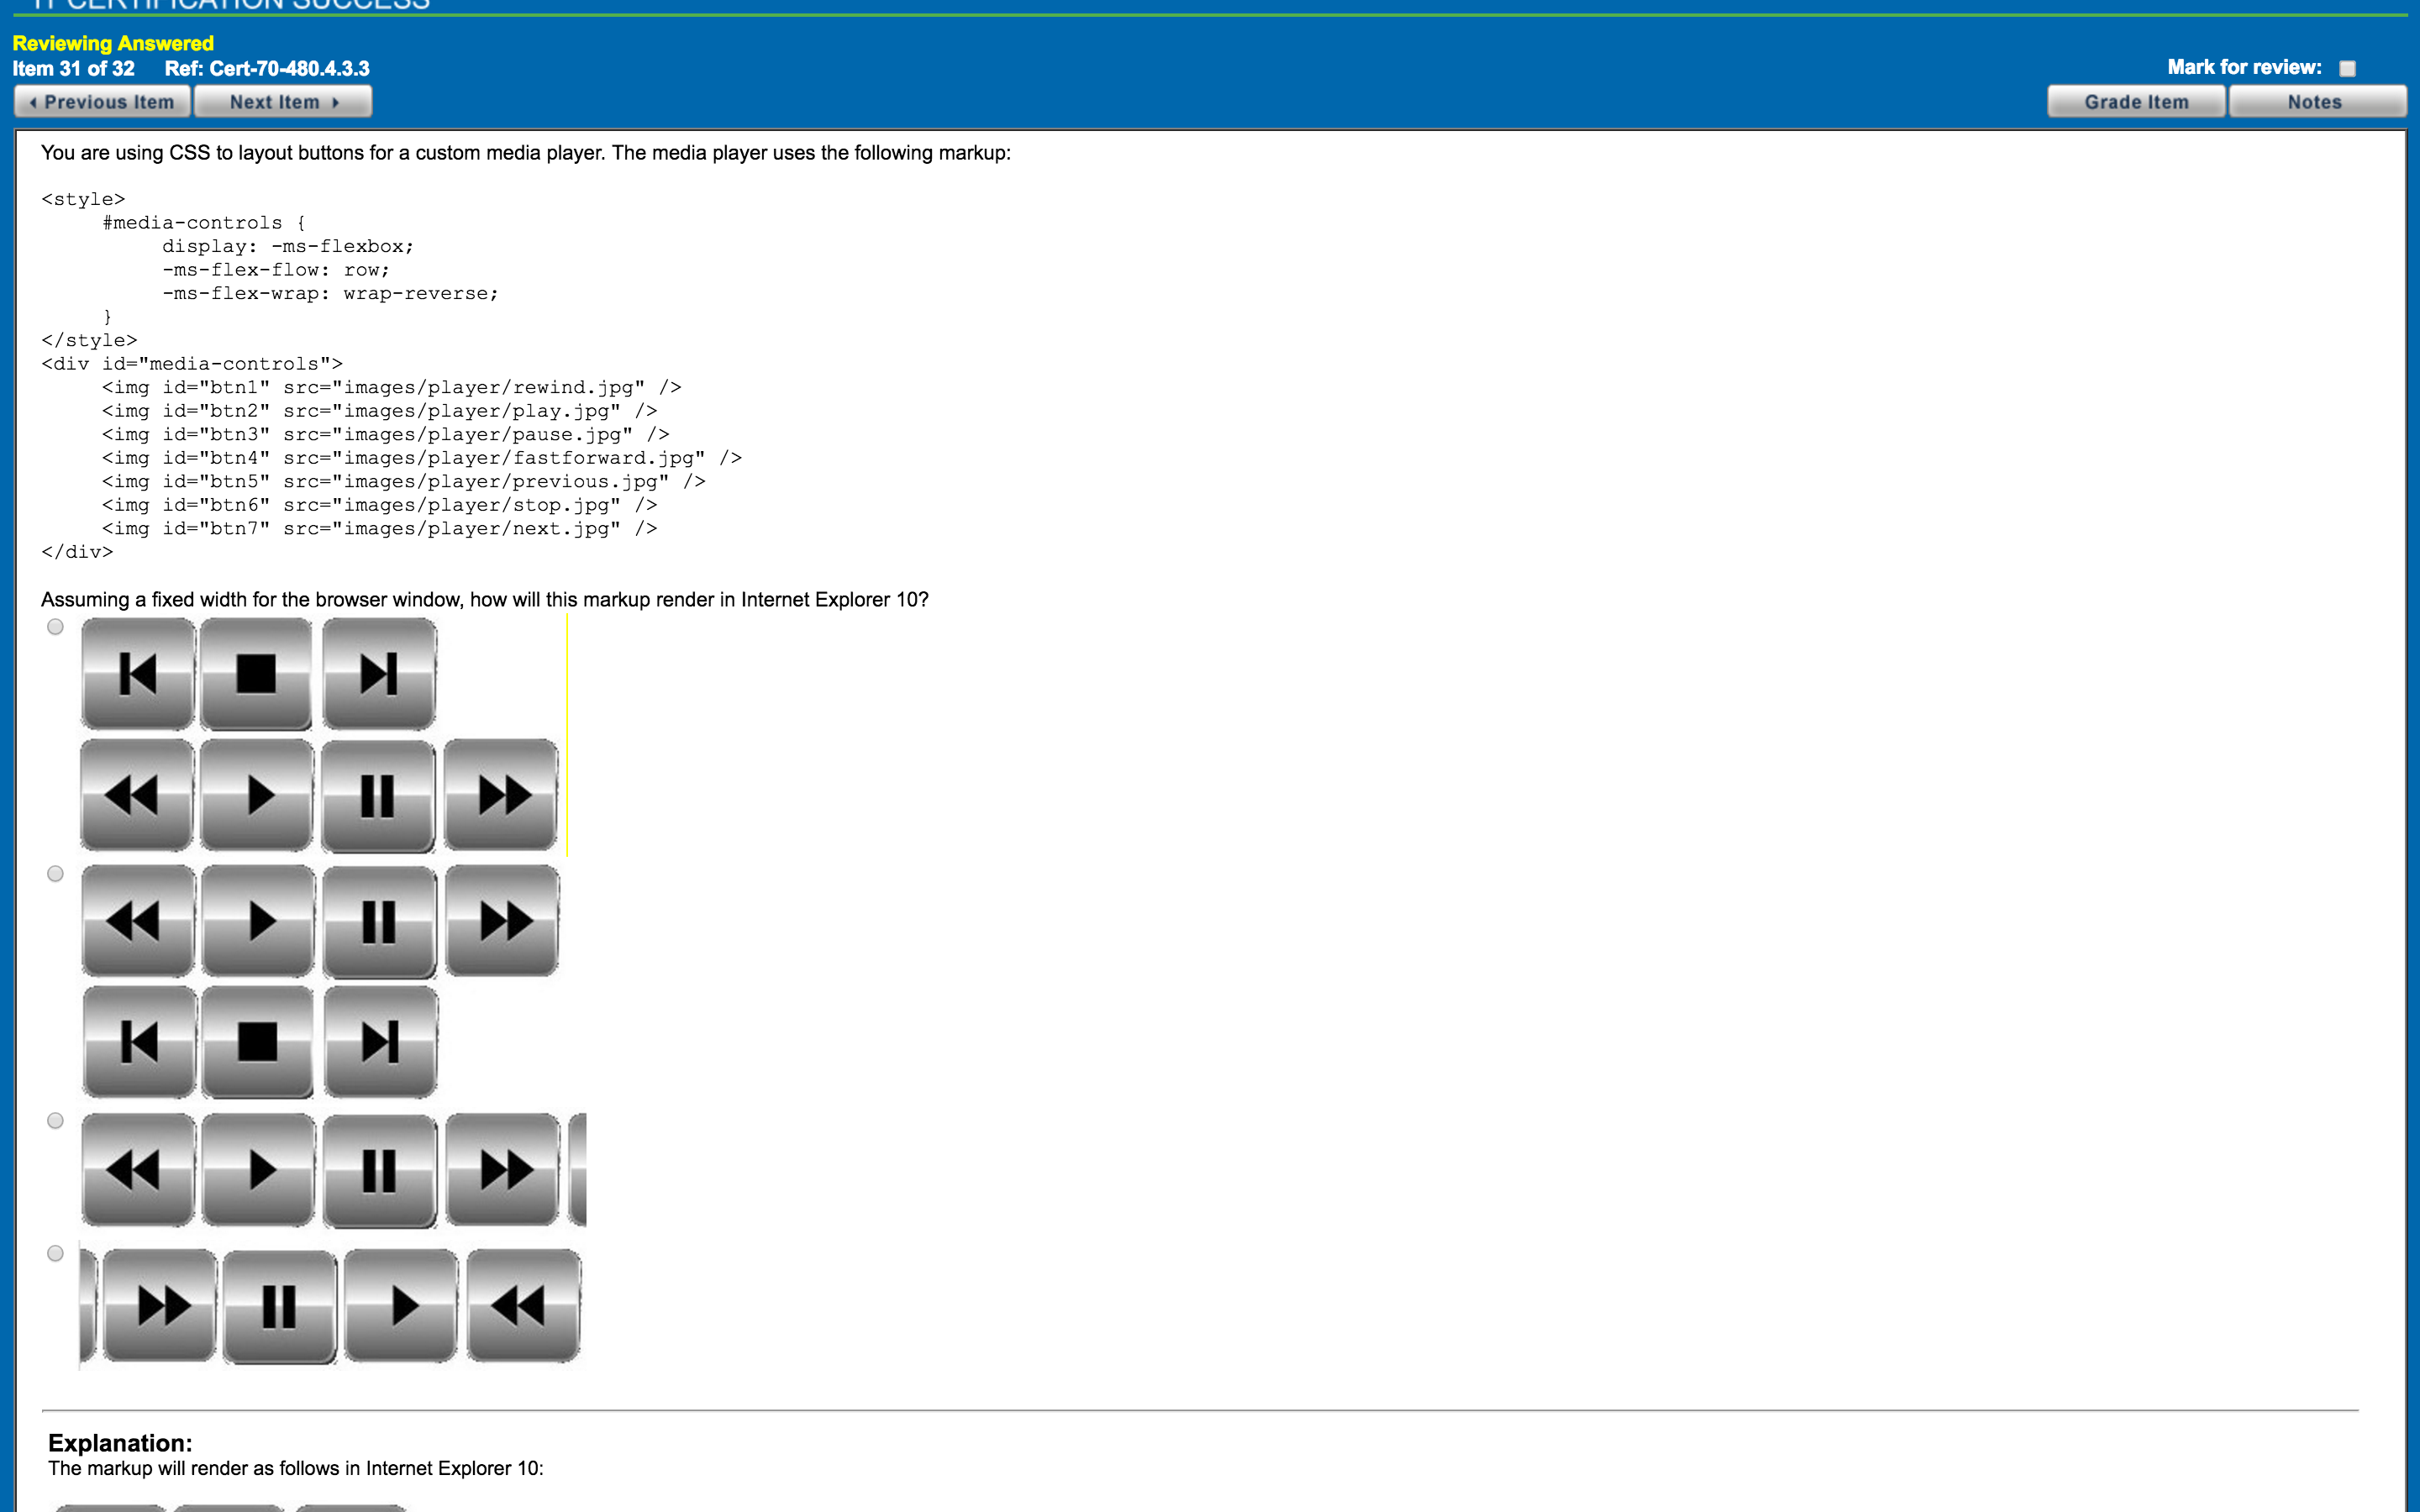 IT CERTIFICATION SUCCESS
Reviewing Answered
Item 31 of 32 Ref: Cert-70-480.4.3.3
Mark for review:
Previous Item Next Item Grade Item Notes
You are using CSS to layout buttons for a custom media player. The media player uses the following markup:
<style>
#media-controls {
display: -ms-flexbox;
-ms-flex-flow: row;
-ms-flex-wrap: wrap-reverse;
}
</style>
<div id="media-controls">
<img id="btn1" src="images/player/rewind.jpg" />
<img id="btn2" src="images/player/play.jpg" />
<img id="btn3" src="images/player/pause.jpg" />
<img id="btn4" src="images/player/fastforward.jpg" />
<img id="btn5" src="images/player/previous.jpg" />
<img id="btn6" src="images/player/stop.jpg" />
<img id="btn7" src="images/player/next.jpg" />
</div>
Assuming a fixed width for the browser window, how will this markup render in Internet Explorer 10?
Explanation:
The markup will render as follows in Internet Explorer 10: